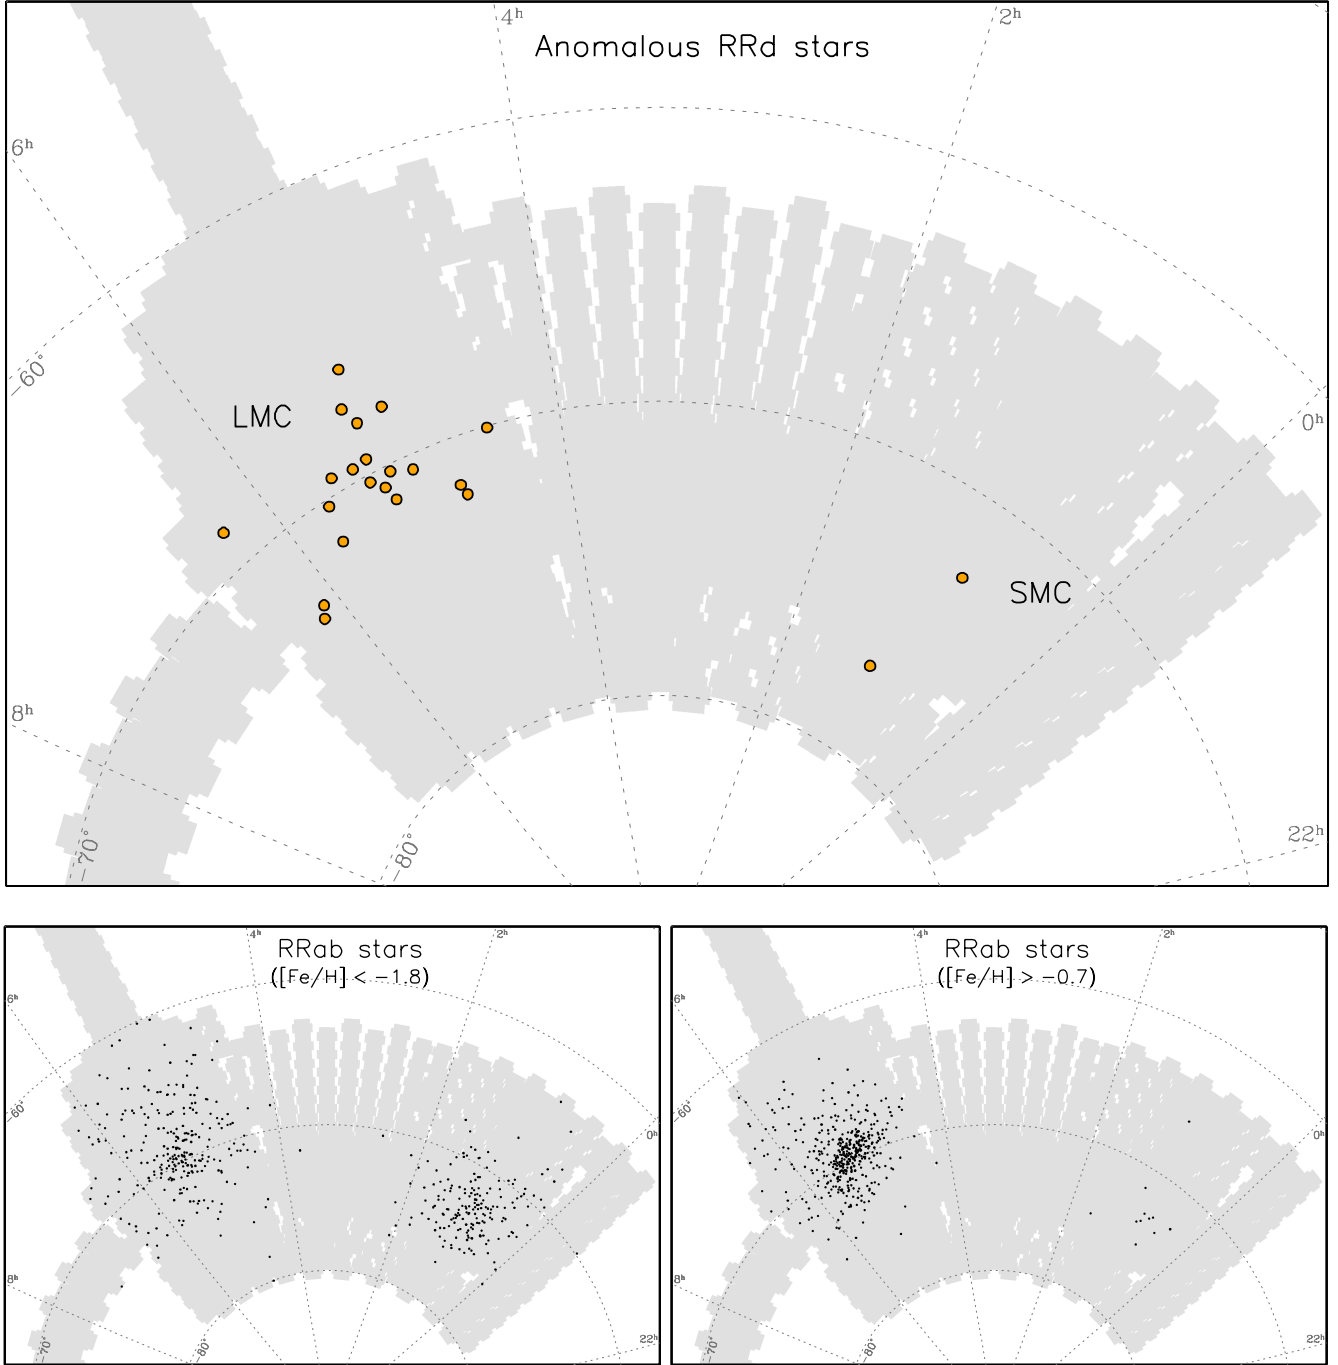 4h
2h
Anomalous RRd stars
6h
−60°
LMC
0h
SMC
8h
22h
−70°
−80°
4h
RRab stars
2h
([Fe/H] < −1.8)
6h
−60°
0h
8h
22h
−70°
−80°
4h
RRab stars
2h
([Fe/H] > −0.7)
6h
−60°
0h
8h
22h
−70°
−80°